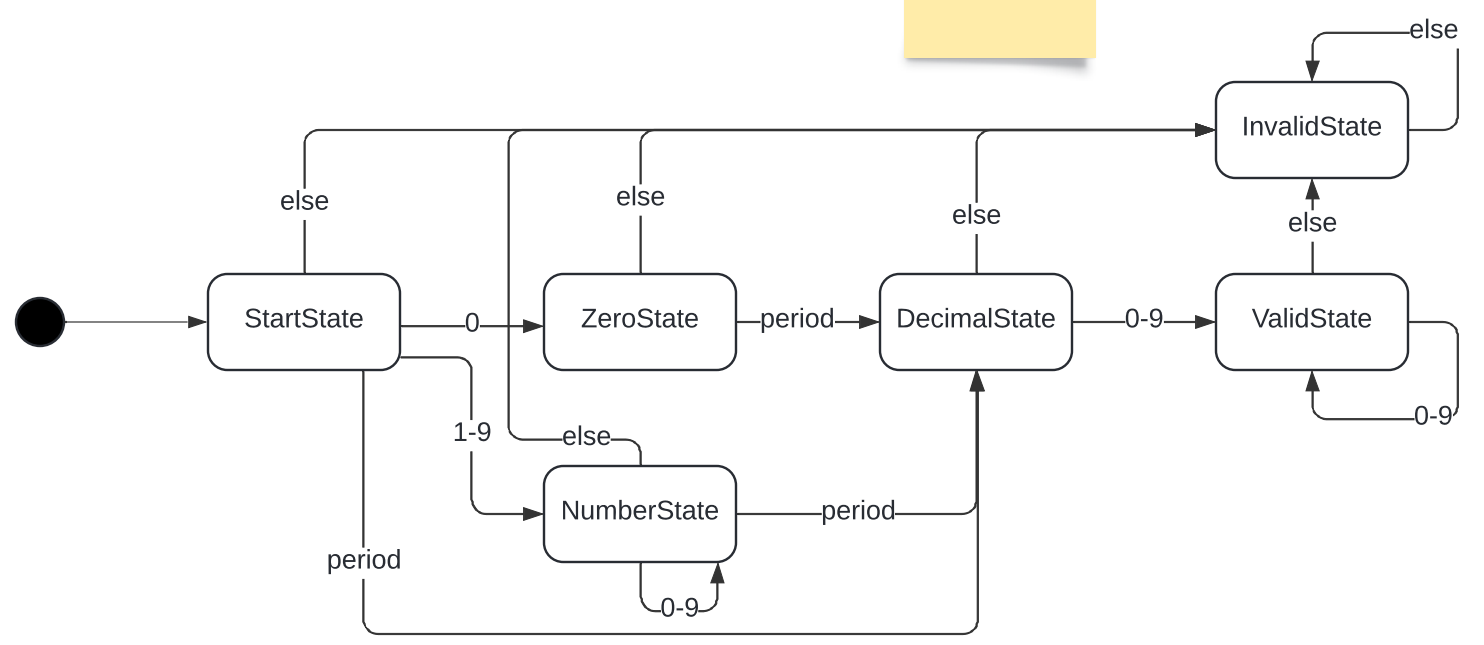 else
InvalidState
else
else
else
else
StartState
0
ZeroState
period
DecimalState
0-9
ValidState
1-9
else
0-9
NumberState
period
period
0-9